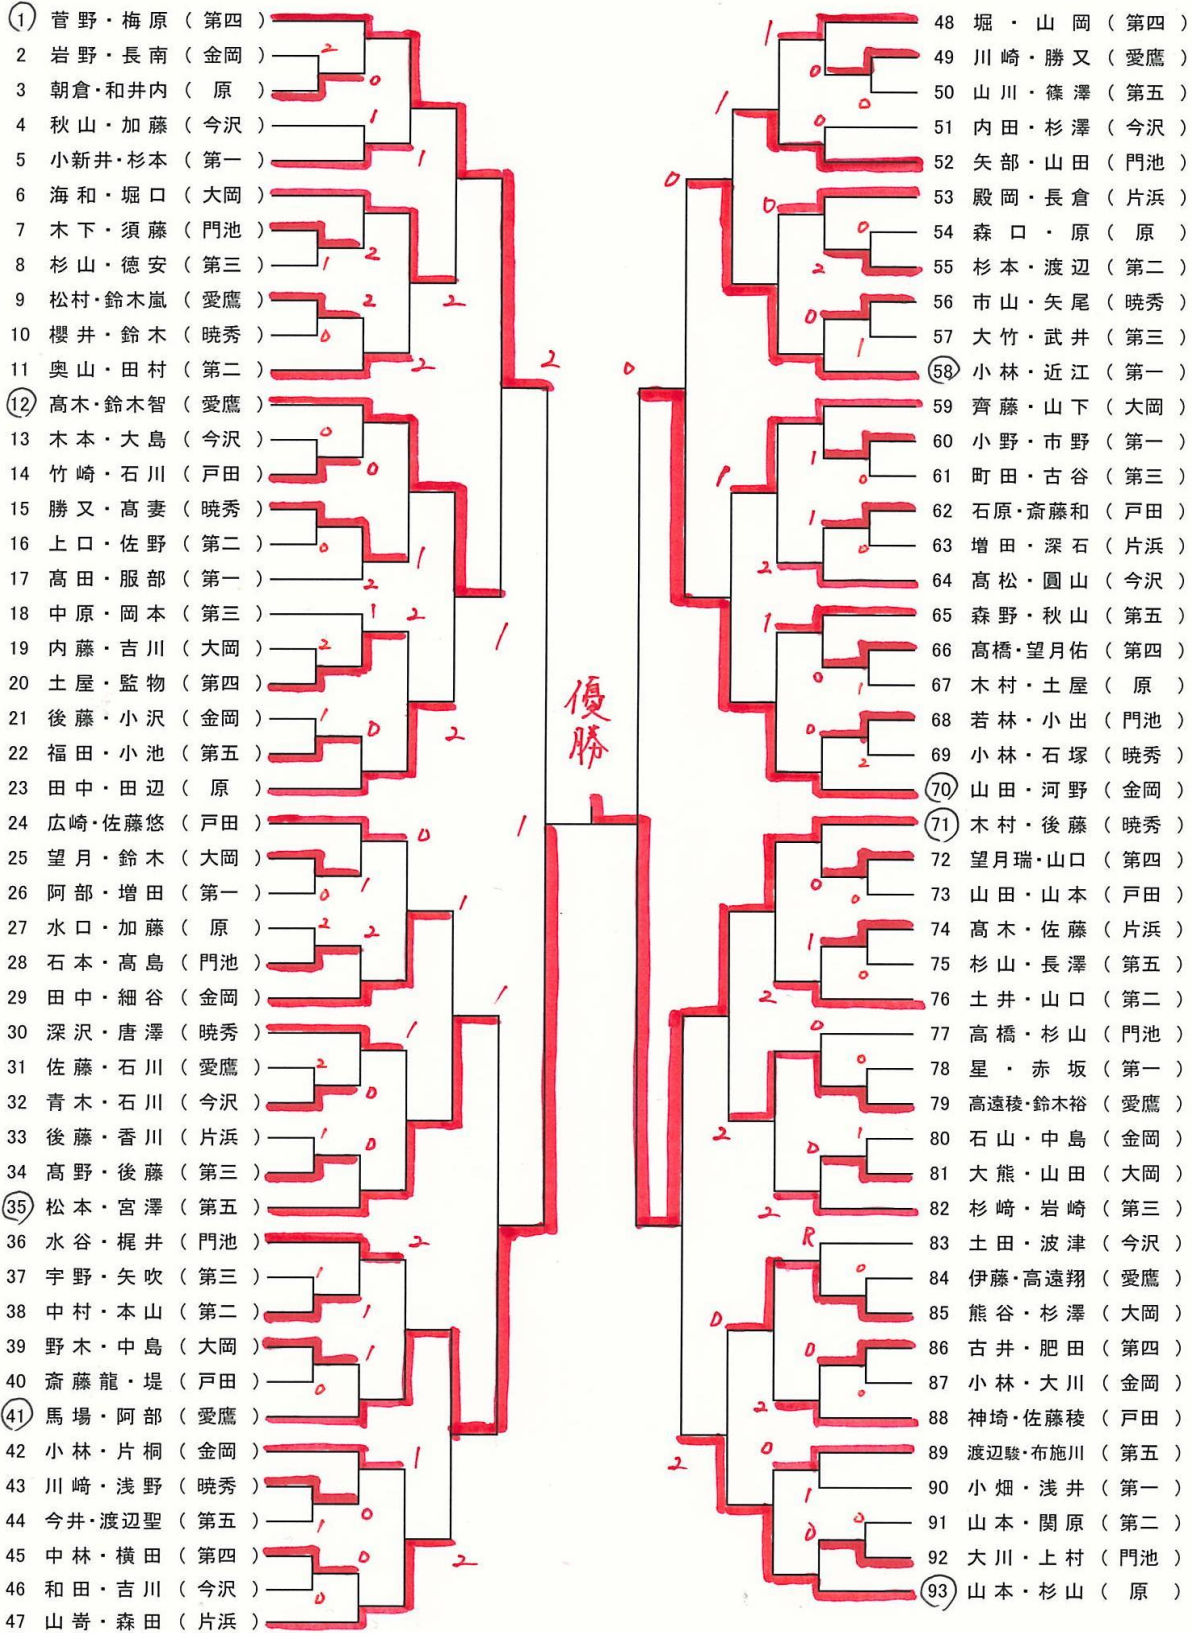 ① 菅野・梅原 ( 第四 )
2 岩野・長南 ( 金岡 )
3 朝倉・和井内 ( 原 )
4 秋山・加藤 ( 今沢 )
5 小新井・杉本 ( 第一 )
6 海和・堀口 ( 大岡 )
7 木下・須藤 ( 門池 )
8 杉山・徳安 ( 第三 )
9 松村・鈴木嵐 ( 愛鷹 )
10 櫻井・鈴木 ( 暁秀 )
11 奥山・田村 ( 第二 )
⑫ 髙木・鈴木智 ( 愛鷹 )
13 木本・大島 ( 今沢 )
14 竹崎・石川 ( 戸田 )
15 勝又・髙妻 ( 暁秀 )
16 上口・佐野 ( 第二 )
17 髙田・服部 ( 第一 )
18 中原・岡本 ( 第三 )
19 内藤・吉川 ( 大岡 )
20 土屋・監物 ( 第四 )
21 後藤・小沢 ( 金岡 )
22 福田・小池 ( 第五 )
23 田中・田辺 ( 原 )
24 広崎・佐藤悠 ( 戸田 )
25 望月・鈴木 ( 大岡 )
26 阿部・増田 ( 第一 )
27 水口・加藤 ( 原 )
28 石本・髙島 ( 門池 )
29 田中・細谷 ( 金岡 )
30 深沢・唐澤 ( 暁秀 )
31 佐藤・石川 ( 愛鷹 )
32 青木・石川 ( 今沢 )
33 後藤・香川 ( 片浜 )
34 髙野・後藤 ( 第三 )
㉟ 松本・宮澤 ( 第五 )
36 水谷・梶井 ( 門池 )
37 宇野・矢吹 ( 第三 )
38 中村・本山 ( 第二 )
39 野木・中島 ( 大岡 )
40 斎藤龍・堤 ( 戸田 )
㊶ 馬場・阿部 ( 愛鷹 )
42 小林・片桐 ( 金岡 )
43 川﨑・浅野 ( 暁秀 )
44 今井・渡辺聖 ( 第五 )
45 中林・横田 ( 第四 )
46 和田・吉川 ( 今沢 )
47 山嵜・森田 ( 片浜 )
優勝
48 堀・山岡 ( 第四 )
49 川崎・勝又 ( 愛鷹 )
50 山川・篠澤 ( 第五 )
51 内田・杉澤 ( 今沢 )
52 矢部・山田 ( 門池 )
53 殿岡・長倉 ( 片浜 )
54 森口・原 ( 原 )
55 杉本・渡辺 ( 第二 )
56 市山・矢尾 ( 暁秀 )
57 大竹・武井 ( 第三 )
58 小林・近江 ( 第一 )
59 齊藤・山下 ( 大岡 )
60 小野・市野 ( 第一 )
61 町田・古谷 ( 第三 )
62 石原・斎藤和 ( 戸田 )
63 増田・深石 ( 片浜 )
64 髙松・圓山 ( 今沢 )
65 森野・秋山 ( 第五 )
66 髙橋・望月佑 ( 第四 )
67 木村・土屋 ( 原 )
68 若林・小出 ( 門池 )
69 小林・石塚 ( 暁秀 )
70 山田・河野 ( 金岡 )
71 木村・後藤 ( 暁秀 )
72 望月瑞・山口 ( 第四 )
73 山田・山本 ( 戸田 )
74 髙木・佐藤 ( 片浜 )
75 杉山・長澤 ( 第五 )
76 土井・山口 ( 第二 )
77 高橋・杉山 ( 門池 )
78 星・赤坂 ( 第一 )
79 高遠稜・鈴木裕 ( 愛鷹 )
80 石山・中島 ( 金岡 )
81 大熊・山田 ( 大岡 )
82 杉﨑・岩崎 ( 第三 )
83 土田・波津 ( 今沢 )
84 伊藤・高遠翔 ( 愛鷹 )
85 熊谷・杉澤 ( 大岡 )
86 古井・肥田 ( 第四 )
87 小林・大川 ( 金岡 )
88 神埼・佐藤稜 ( 戸田 )
89 渡辺駿・布施川 ( 第五 )
90 小畑・浅井 ( 第一 )
91 山本・関原 ( 第二 )
92 大川・上村 ( 門池 )
93 山本・杉山 ( 原 )